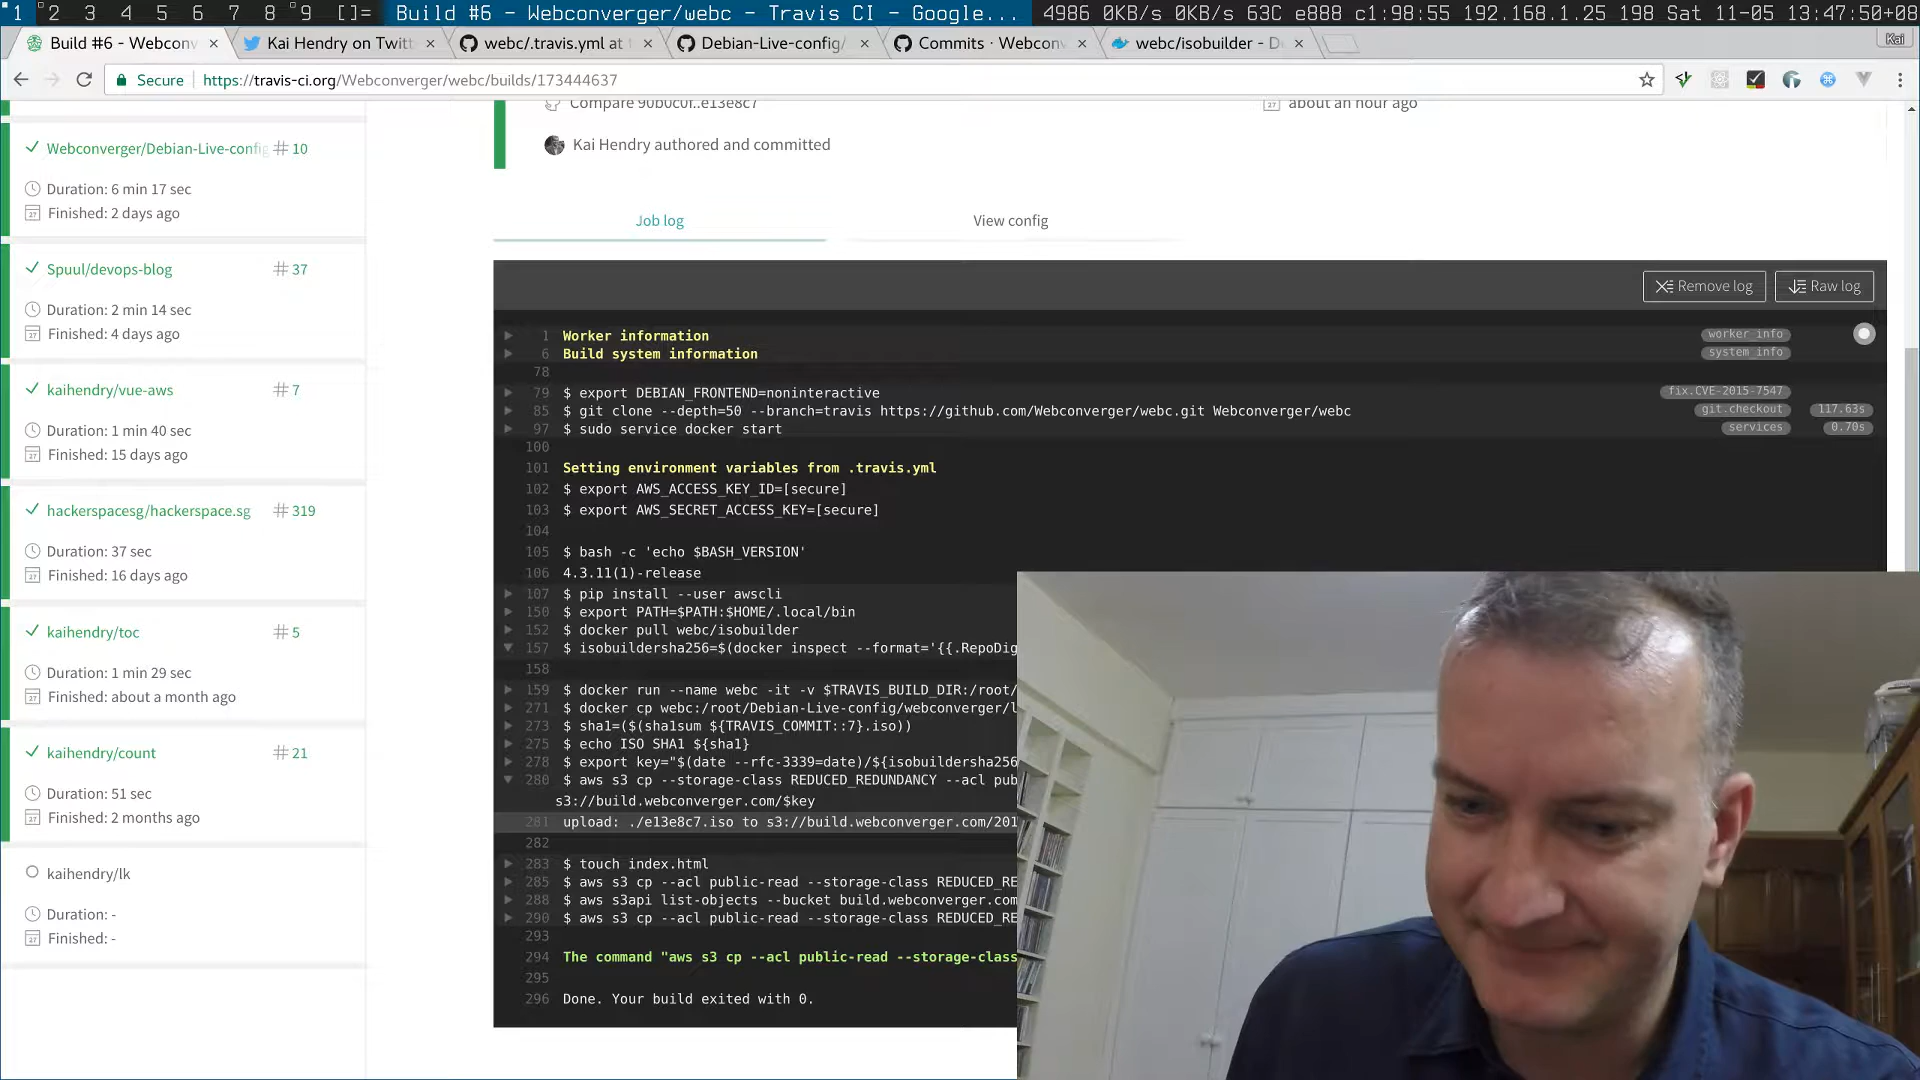 1 2 3 4 5 6 7 8 9 []= Build #6 - Webconverger/webc - Travis CI - Google... 4986 0KB/s 0KB/s 63C e888 c1:98:55 192.168.1.25 198 Sat 11-05 13:47:50+08
Build #6 - Webconv Kai Hendry on Twitt webc/.travis.yml at Debian-Live-config/ Commits · Webcon webc/isobuilder - D Kai
Secure https://travis-ci.org/Webconverger/webc/builds/173444637
Compare 90b0c0f..e13e8c7
about an hour ago
Kai Hendry authored and committed
Webconverger/Debian-Live-config # 10
Duration: 6 min 17 sec
Finished: 2 days ago
Spuul/devops-blog # 37
Duration: 2 min 14 sec
Finished: 4 days ago
kaihendry/vue-aws # 7
Duration: 1 min 40 sec
Finished: 15 days ago
hackerspacesg/hackerspace.sg # 319
Duration: 37 sec
Finished: 16 days ago
kaihendry/toc # 5
Duration: 1 min 29 sec
Finished: about a month ago
kaihendry/count # 21
Duration: 51 sec
Finished: 2 months ago
kaihendry/lk
Duration: -
Finished: -
Job log View config
Remove log Raw log
1 Worker information worker_info
6 Build system information system_info
78
79 $ export DEBIAN_FRONTEND=noninteractive fix.CVE-2015-7547
85 $ git clone --depth=50 --branch=travis https://github.com/Webconverger/webc.git Webconverger/webc git.checkout 117.63s
97 $ sudo service docker start services 0.70s
100
101 Setting environment variables from .travis.yml
102 $ export AWS_ACCESS_KEY_ID=[secure]
103 $ export AWS_SECRET_ACCESS_KEY=[secure]
104
105 $ bash -c 'echo $BASH_VERSION'
106 4.3.11(1)-release
107 $ pip install --user awscli
150 $ export PATH=$PATH:$HOME/.local/bin
152 $ docker pull webc/isobuilder
157 $ isobuildersha256=$(docker inspect --format='{{.RepoDig
158
159 $ docker run --name webc -it -v $TRAVIS_BUILD_DIR:/root/
271 $ docker cp webc:/root/Debian-Live-config/webconverger/l
273 $ sha1=($(sha1sum ${TRAVIS_COMMIT::7}.iso))
275 $ echo ISO SHA1 ${sha1}
278 $ export key="$(date --rfc-3339=date)/${isobuildersha256
280 $ aws s3 cp --storage-class REDUCED_REDUNDANCY --acl pub
s3://build.webconverger.com/$key
281 upload: ./e13e8c7.iso to s3://build.webconverger.com/201
282
283 $ touch index.html
285 $ aws s3 cp --acl public-read --storage-class REDUCED_RE
288 $ aws s3api list-objects --bucket build.webconverger.com
290 $ aws s3 cp --acl public-read --storage-class REDUCED_RE
293
294 The command "aws s3 cp --acl public-read --storage-class
295
296 Done. Your build exited with 0.